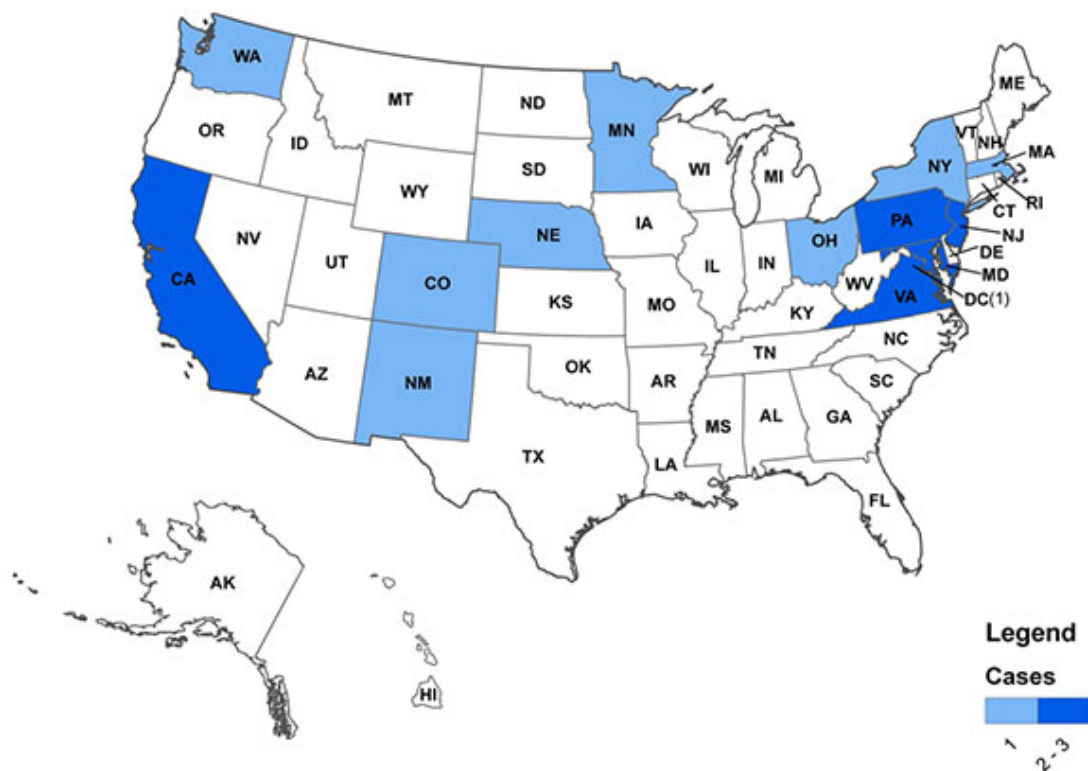 WA
MT
ND
MN
ME
OR
ID
SD
WI
MI
VT
NH
NY
MA
WY
RI
CT
NE
IA
PA
NJ
NV
UT
CO
IL
IN
OH
DE
MD
CA
KS
MO
WV
VA
DC(1)
KY
NC
AZ
NM
OK
TN
AR
SC
TX
MS
AL
GA
LA
FL
AK
HI
Legend
Cases
1
2 - 3